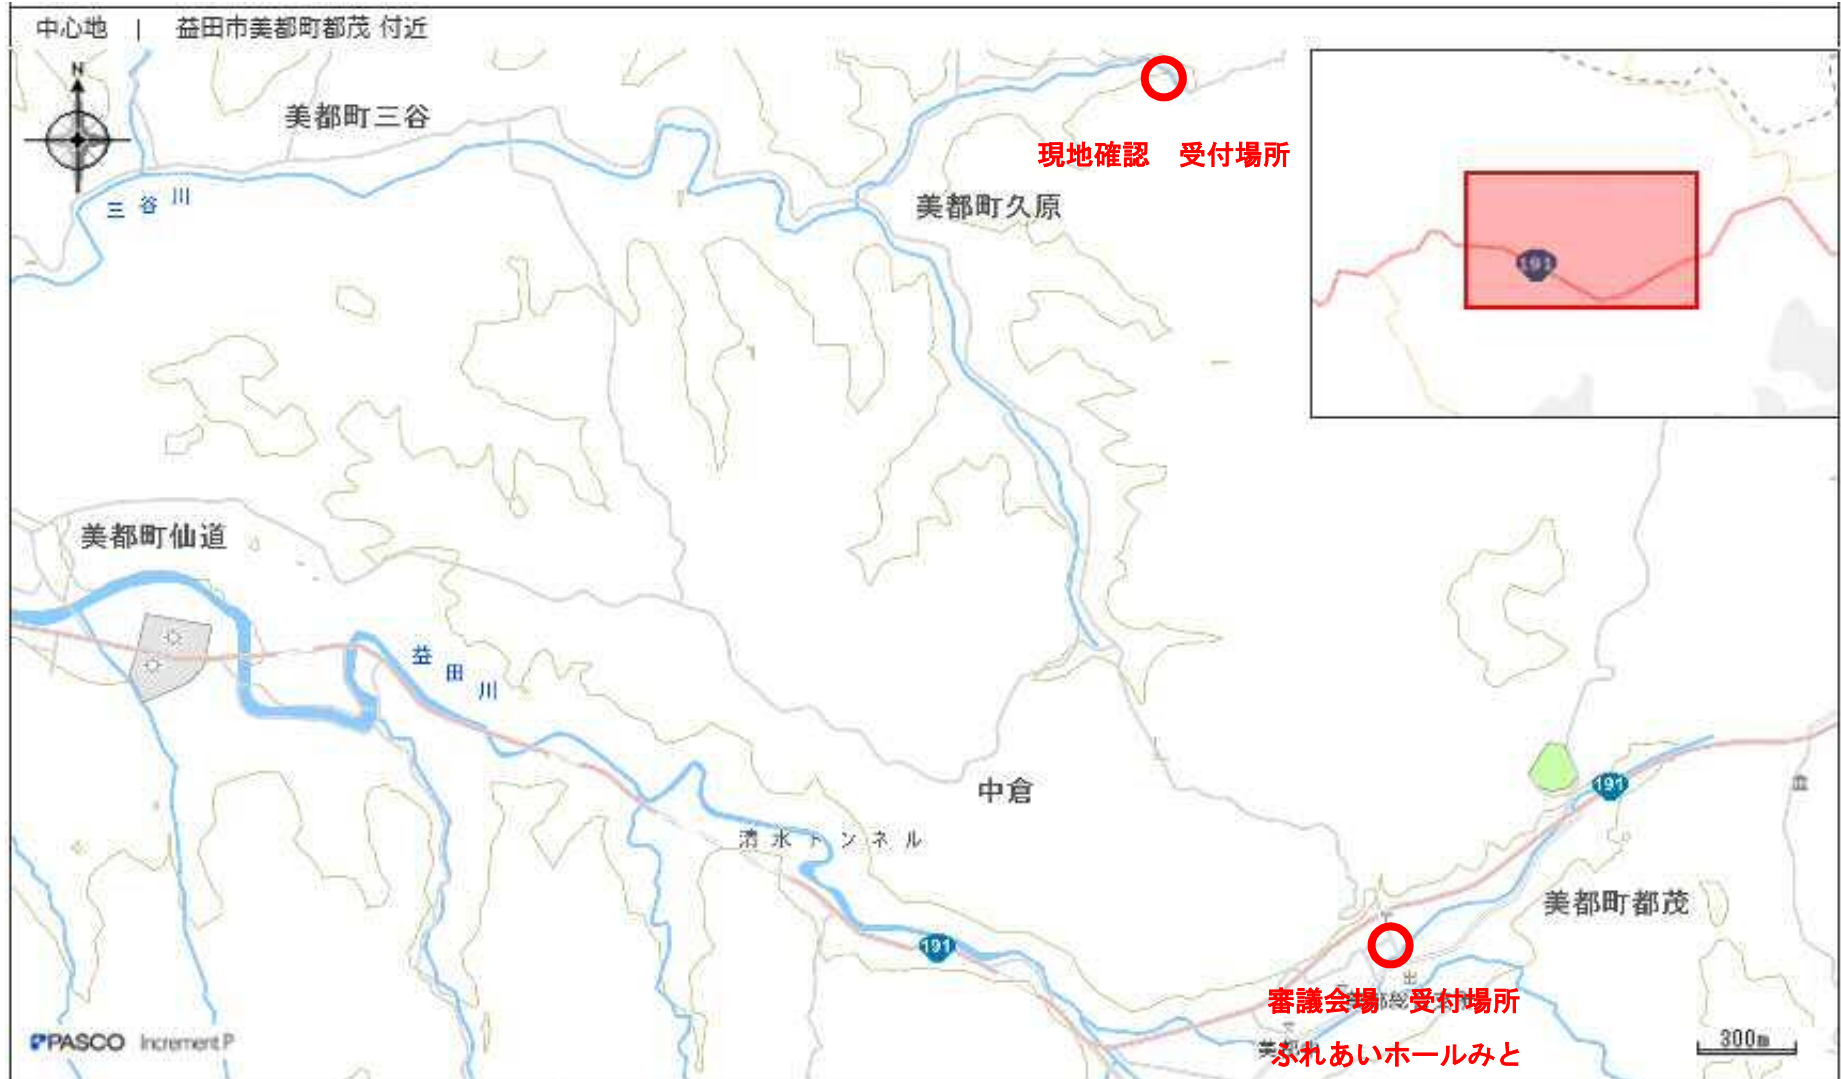 中心地 | 益田市美都町都茂 付近
N
美都町三谷
三谷川
現地確認 受付場所
美都町久原
191
美都町仙道
益田川
中倉
191
清水トンネル
美都町都茂
191
審議会場 受付場所
ふれあいホールみと
300m
PASCO Increment P